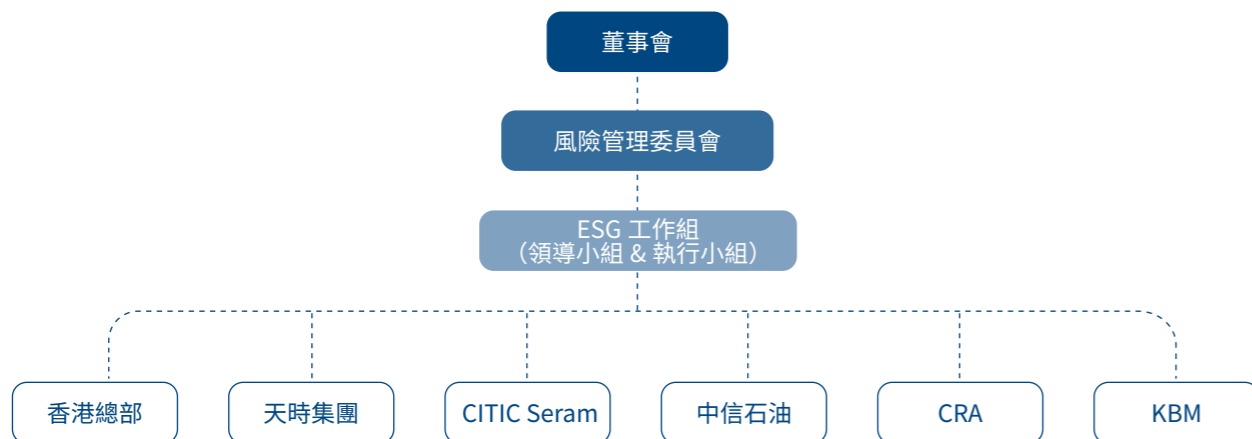 董事會
風險管理委員會
ESG 工作組
（領導小組 & 執行小組）
香港總部
天時集團
CITIC Seram
中信石油
CRA
KBM